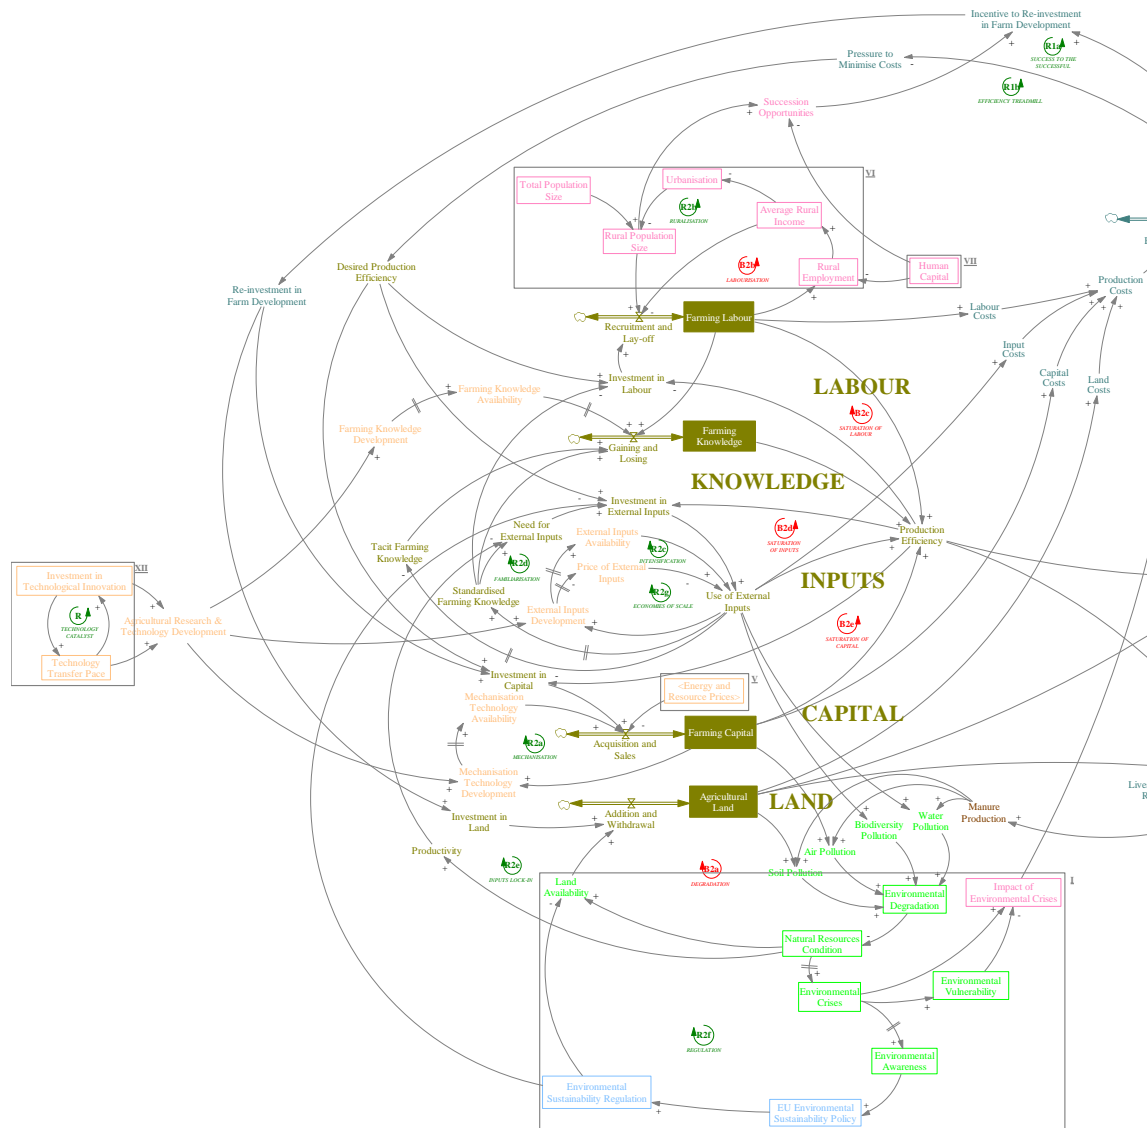 Incentive to Re-investment
in Farm Development
R1a
SUCCESS TO THE
SUCCESSFUL
Pressure to
Minimise Costs
R1b
EFFICIENCY TREADMILL
Succession
Opportunities
VI
Total Population
Size
Urbanisation
R2h
RURALISATION
Average Rural
Income
Rural Population
Size
B2b
LABOURISATION
Rural
Employment
VII
Human
Capital
Desired Production
Efficiency
Re-investment in
Farm Development
Production
Costs
Labour
Costs
Input
Costs
Capital
Costs
Land
Costs
Farming Labour
Recruitment and
Lay-off
Investment in
Labour
LABOUR
B2c
SATURATION OF
LABOUR
Farming Knowledge
Availability
Farming Knowledge
Development
Farming
Knowledge
Gaining and
Losing
KNOWLEDGE
Investment in
External Inputs
Need for
External Inputs
External Inputs
Availability
R2c
INTENSIFICATION
B2d
SATURATION
OF INPUTS
Production
Efficiency
Tacit Farming
Knowledge
R2d
FAMILIARISATION
Price of External
Inputs
R2g
ECONOMIES OF SCALE
INPUTS
Standardised
Farming Knowledge
Use of External
Inputs
External Inputs
Development
B2e
SATURATION OF
CAPITAL
XII
Investment in
Technological Innovation
R
TECHNOLOGY
CATALYST
Agricultural Research &
Technology Development
Technology
Transfer Pace
Investment in
Capital
V
<Energy and
Resource Prices>
Mechanisation
Technology
Availability
CAPITAL
Farming Capital
Acquisition and
Sales
R2a
MECHANISATION
Mechanisation
Technology
Development
Agricultural
Land
LAND
Addition and
Withdrawal
Investment in
Land
Manure
Production
Live
R
Biodiversity
Pollution
Water
Pollution
Productivity
Air Pollution
Soil Pollution
R2e
INPUTS LOCK-IN
B2a
DEGRADATION
I
Land
Availability
Environmental
Degradation
Impact of
Environmental Crises
Natural Resources
Condition
Environmental
Crises
Environmental
Vulnerability
R2f
REGULATION
Environmental
Awareness
Environmental
Sustainability Regulation
EU Environmental
Sustainability Policy